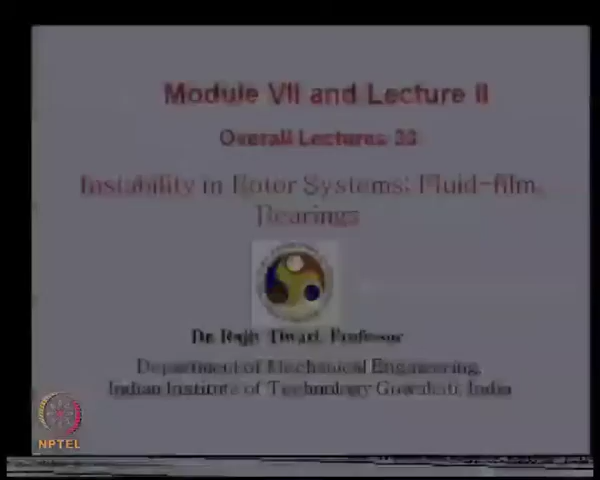 Module VII and Lecture II
Overall Lectures 33
Instability in Rotor Systems: Fluid-film
Bearings
Dr. Rajiv Tiwari, Professor
Department of Mechanical Engineering
Indian Institute of Technology Guwahati, India
NPTEL